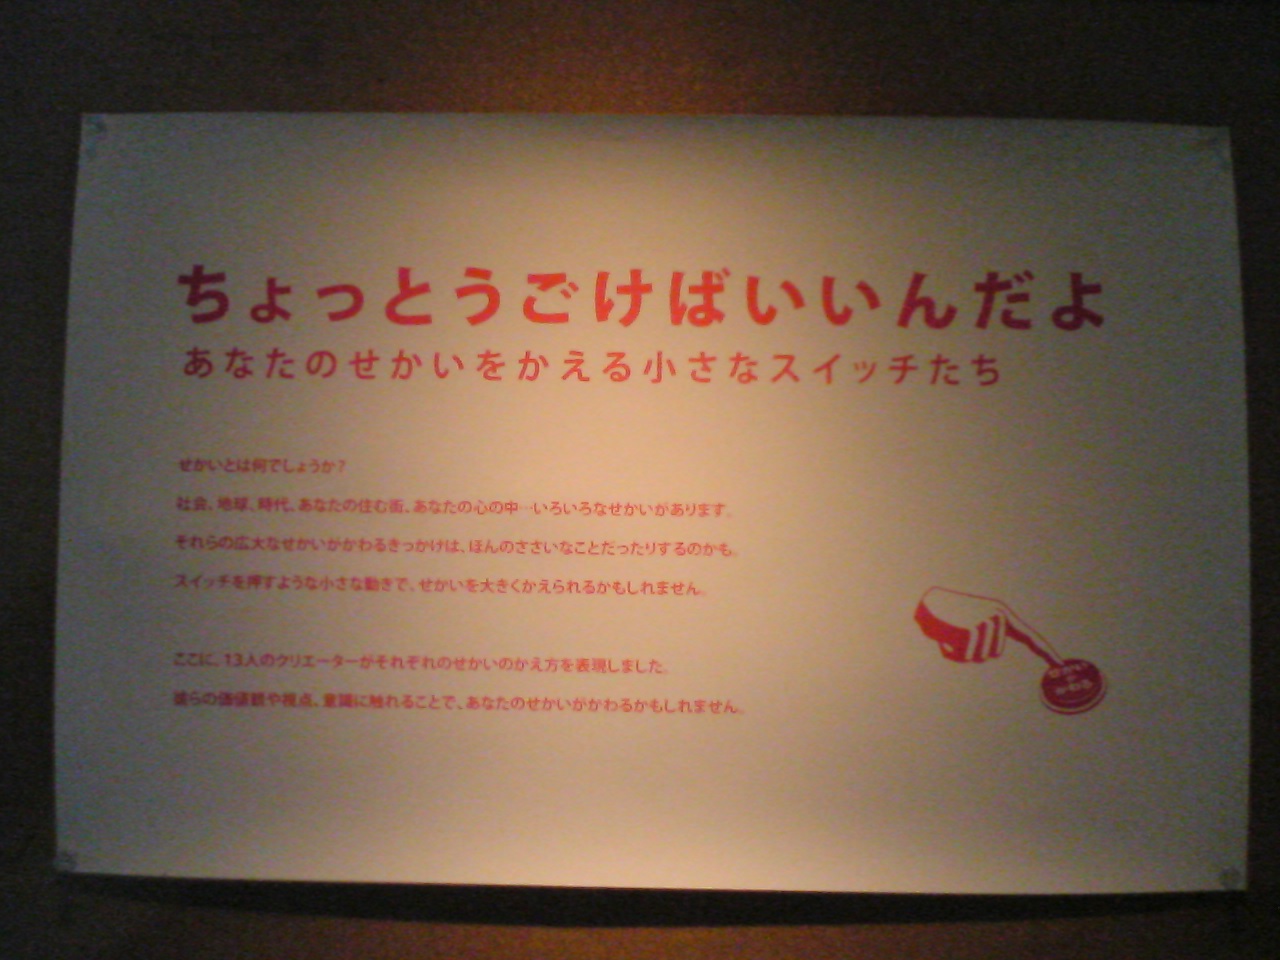 ちょっとうごけばいいんだよ
あなたのせかいをかえる小さなスイッチたち
せかいとは何でしょうか?
社会、地球、時代、あなたの住む街、あなたの心の中…いろいろなせかいがあります。
それらの広大なせかいがかわるきっかけは、ほんのささいなことだったりするのかも。
スイッチを押すような小さな動きで、せかいを大きくかえられるかもしれません。
ここに、13人のクリエーターがそれぞれのせかいのかえ方を表現しました。
彼らの価値観や視点、意識に触れることで、あなたのせかいがかわるかもしれません。
せかい
が
かわる